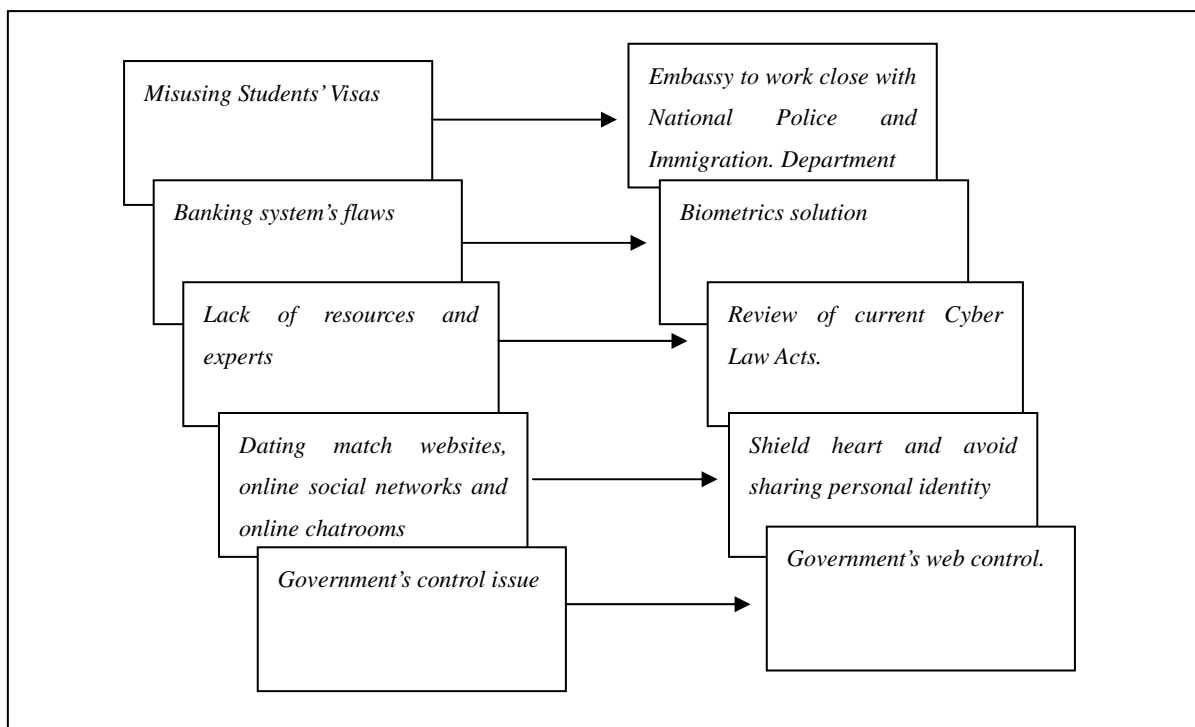 Misusing Students' Visas
Embassy to work close with
National Police and
Immigration. Department
Banking system's flaws
Biometrics solution
Lack of resources and
experts
Review of current Cyber
Law Acts.
Dating match websites,
online social networks and
online chatrooms
Shield heart and avoid
sharing personal identity
Government's control issue
Government's web control.